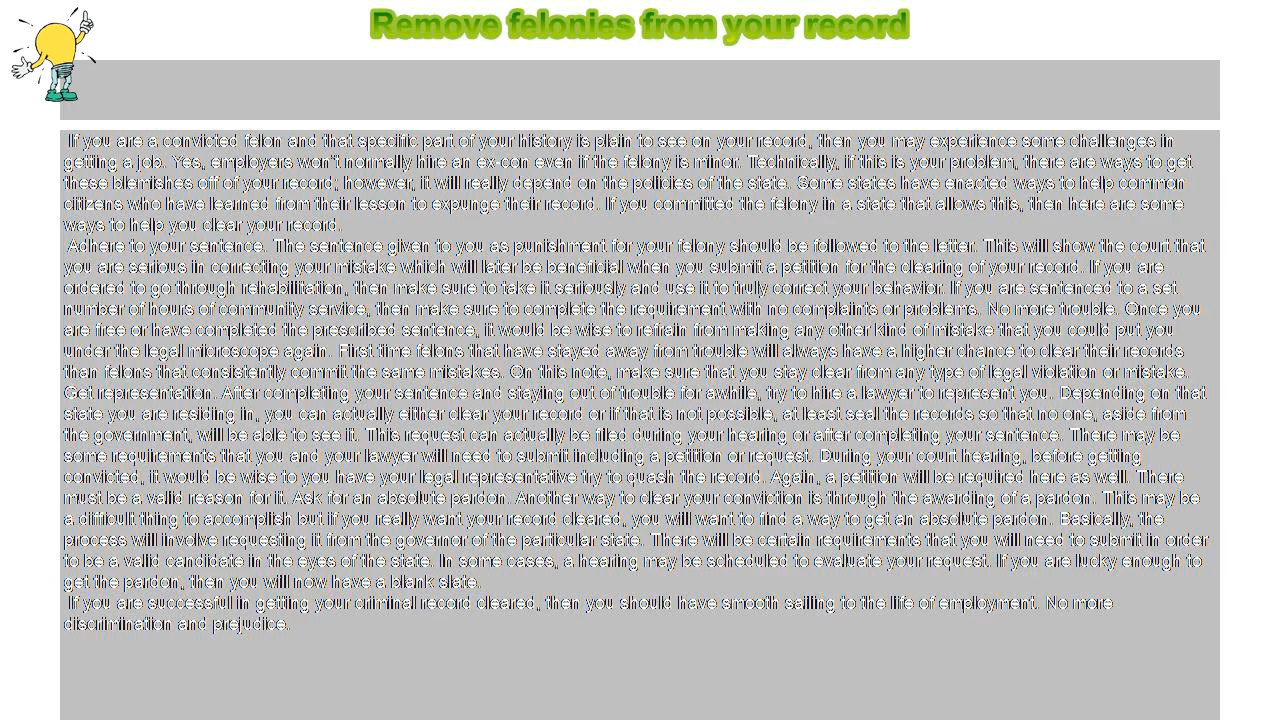 Remove felonies from your record
If you are a convicted felon and that specific part of your history is plain to see on your record, then you may experience some challenges in
getting a job. Yes, employers won't normally hire an ex-con even if the felony is minor. Technically, if this is your problem, there are ways to get
these blemishes off of your record; however, it will really depend on the policies of the state. Some states have enacted ways to help common
citizens who have learned from their lesson to expunge their record. If you committed the felony in a state that allows this, then here are some
ways to help you clear your record.
Adhere to your sentence. The sentence given to you as punishment for your felony should be followed to the letter. This will show the court that
you are serious in correcting your mistake which will later be beneficial when you submit a petition for the clearing of your record. If you are
ordered to go through rehabilitation, then make sure to take it seriously and use it to truly correct your behavior. If you are sentenced to a set
number of hours of community service, then make sure to complete the requirement with no complaints or problems. No more trouble. Once you
are free or have completed the prescribed sentence, it would be wise to refrain from making any other kind of mistake that you could put you
under the legal microscope again. First time felons that have stayed away from trouble will always have a higher chance to clear their records
than felons that consistently commit the same mistakes. On this note, make sure that you stay clear from any type of legal violation or mistake.
Get representation. After completing your sentence and staying out of trouble for awhile, try to hire a lawyer to represent you. Depending on that
state you are residing in, you can actually either clear your record or if that is not possible, at least seal the records so that no one, aside from
the government, will be able to see it. This request can actually be filed during your hearing or after completing your sentence. There may be
some requirements that you and your lawyer will need to submit including a petition or request. During your court hearing, before getting
convicted, it would be wise to you have your legal representative try to quash the record. Again, a petition will be required here as well. There
must be a valid reason for it. Ask for an absolute pardon. Another way to clear your conviction is through the awarding of a pardon. This may be
a difficult thing to accomplish but if you really want your record cleared, you will want to find a way to get an absolute pardon. Basically, the
process will involve requesting it from the governor of the particular state. There will be certain requirements that you will need to submit in order
to be a valid candidate in the eyes of the state. In some cases, a hearing may be scheduled to evaluate your request. If you are lucky enough to
get the pardon, then you will now have a blank slate.
If you are successful in getting your criminal record cleared, then you should have smooth sailing to the life of employment. No more
discrimination and prejudice.